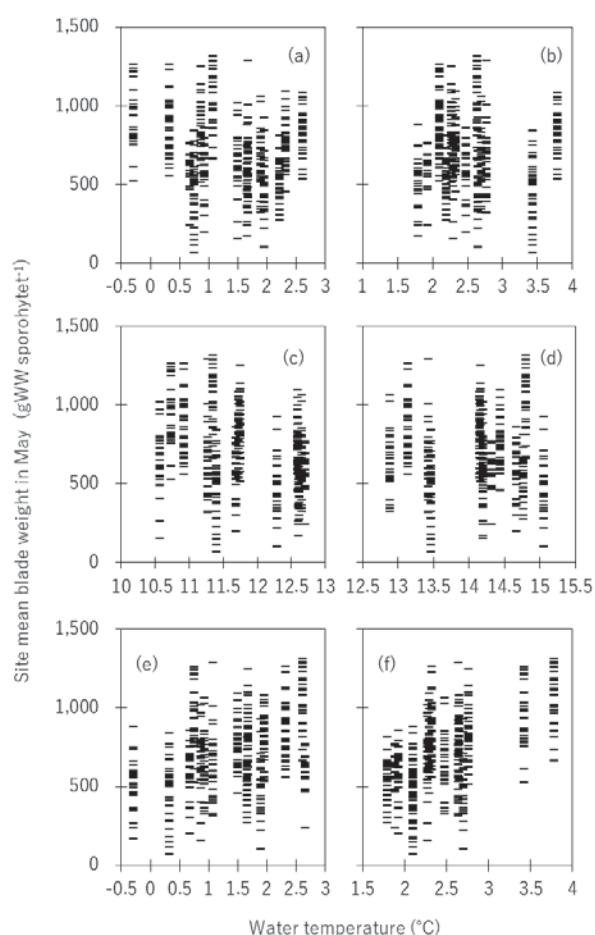 Site mean blade weight in May (gWW sporohytet⁻¹)
1,500 (a) (b)
1,000
500
0
-0.5 0 0.5 1 1.5 2 2.5 3 1 1.5 2 2.5 3 3.5 4
1,500 (c) (d)
1,000
500
0
10 10.5 11 11.5 12 12.5 13 12.5 13 13.5 14 14.5 15 15.5
1,500 (e) (f)
1,000
500
0
-0.5 0 0.5 1 1.5 2 2.5 3 1.5 2 2.5 3 3.5 4
Water temperature (°C)